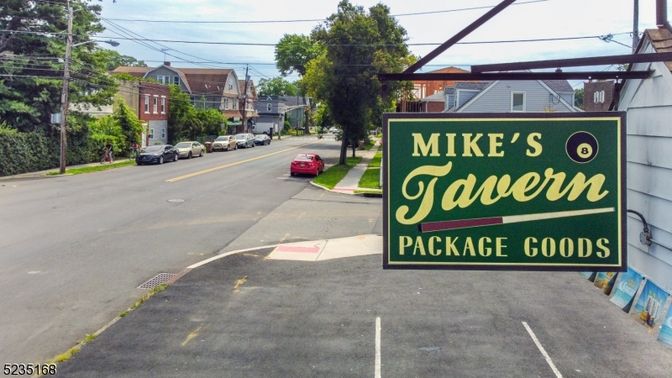 MIKE'S
8
Tavern
PACKAGE GOODS
5235168